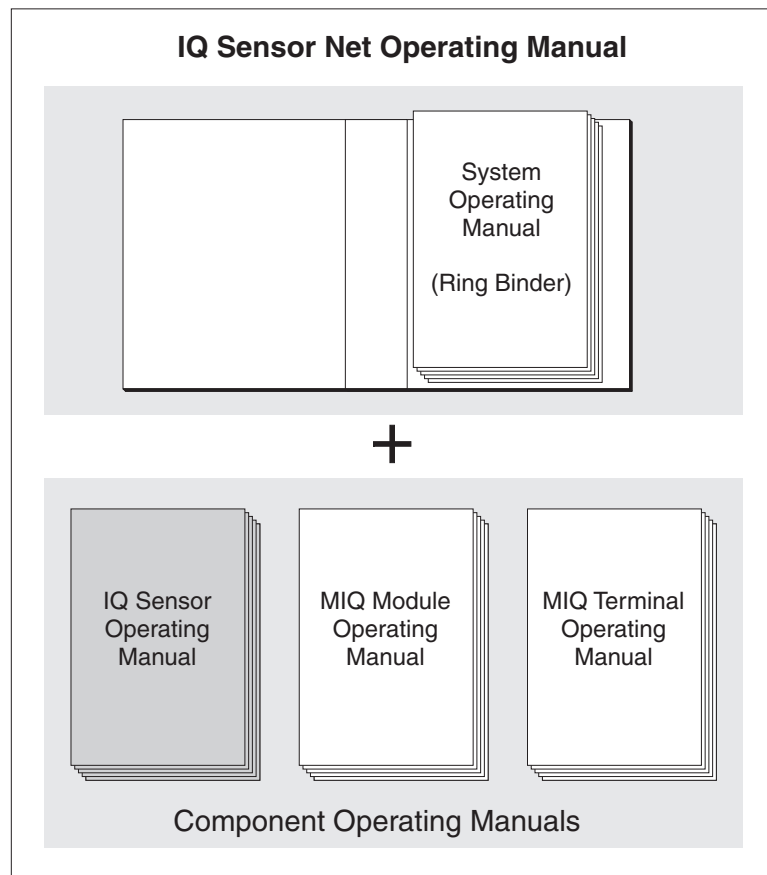 IQ Sensor Net Operating Manual
System
Operating
Manual
(Ring Binder)
+
IQ Sensor
Operating
Manual
MIQ Module
Operating
Manual
MIQ Terminal
Operating
Manual
Component Operating Manuals